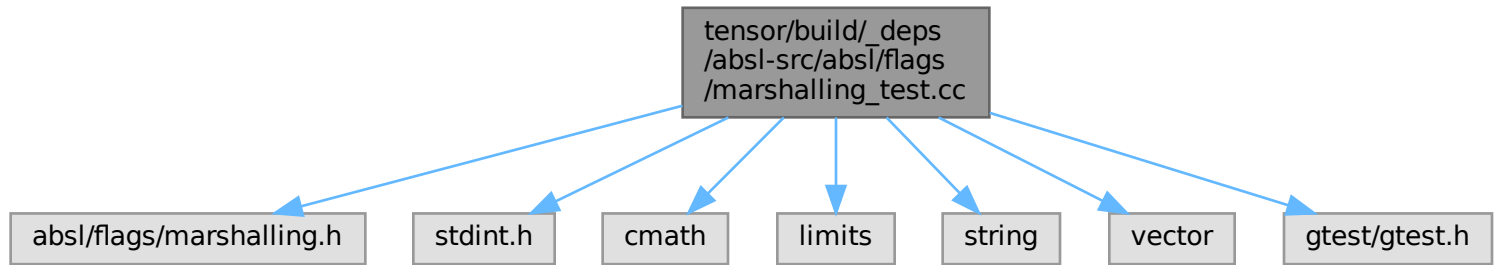 tensor/build/_deps
/absl-src/absl/flags
/marshalling_test.cc
absl/flags/marshalling.h
stdint.h
cmath
limits
string
vector
gtest/gtest.h